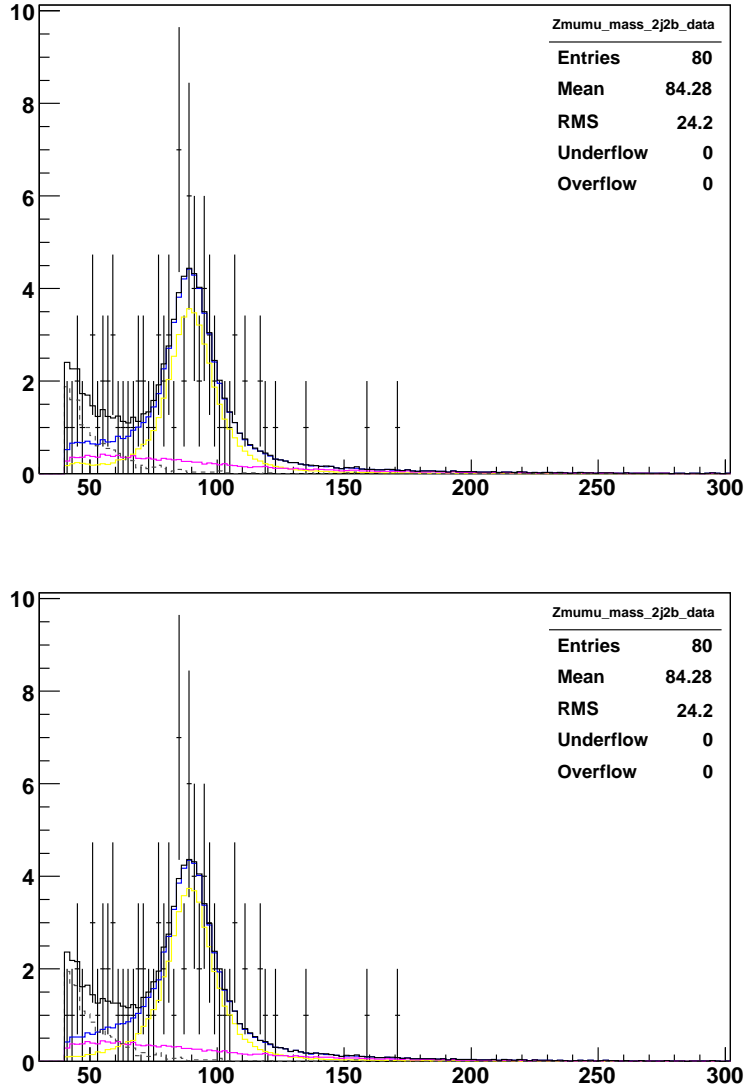 10
8
6
4
2
0
50 100 150 200 250 300
Zmumu_mass_2j2b_data
Entries 80
Mean 84.28
RMS 24.2
Underflow 0
Overflow 0
10
8
6
4
2
0
50 100 150 200 250 300
Zmumu_mass_2j2b_data
Entries 80
Mean 84.28
RMS 24.2
Underflow 0
Overflow 0